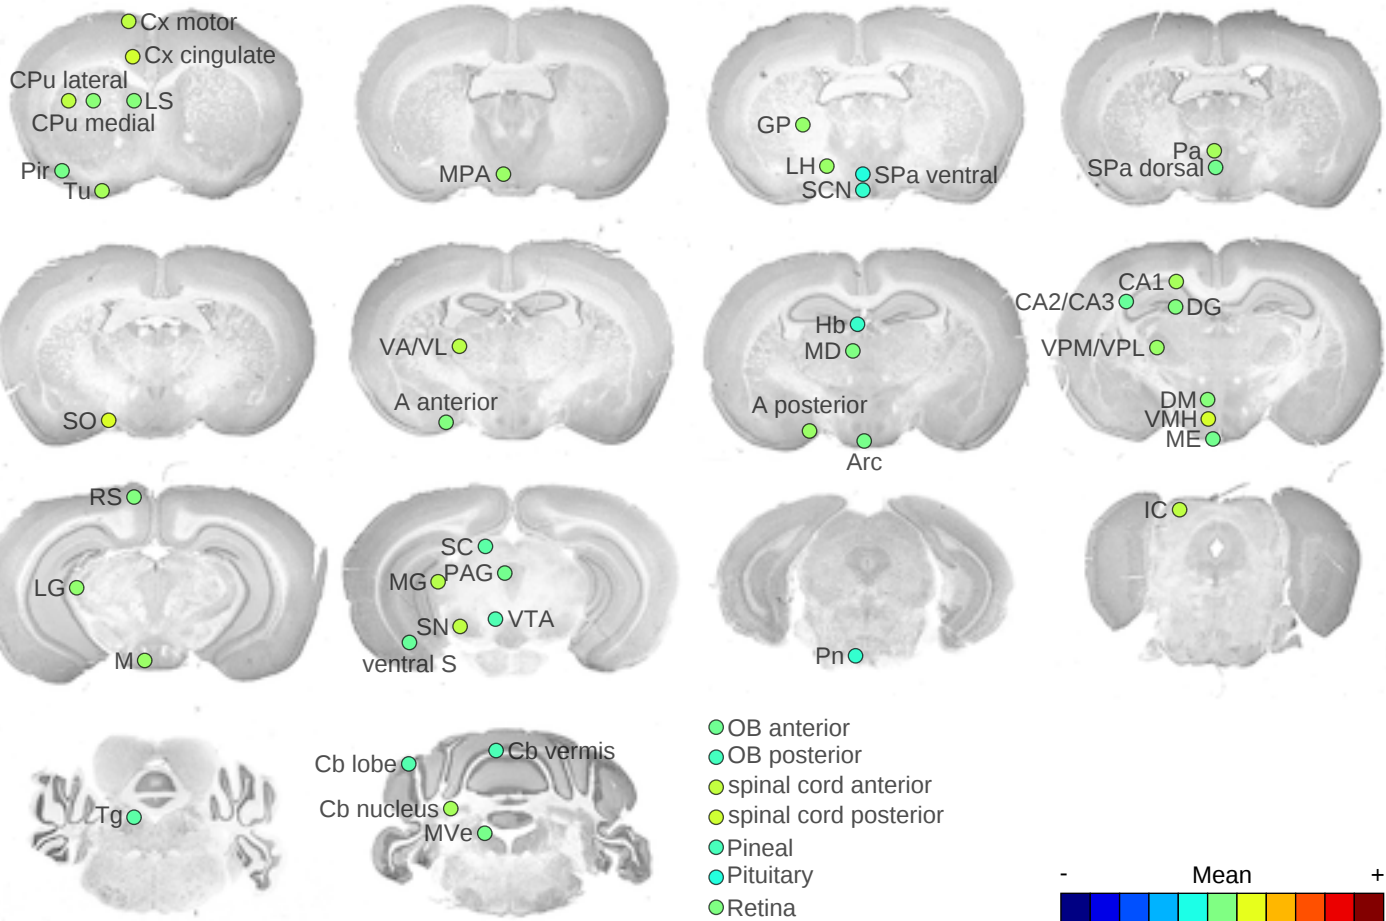 Cx motor
Cx cingulate
CPu lateral
LS
CPu medial
Pir
Tu
MPA
GP
LH
SPa ventral
SCN
Pa
SPa dorsal
SO
VA/VL
A anterior
Hb
MD
A posterior
Arc
CA1
CA2/CA3
DG
VPM/VPL
DM
VMH
ME
RS
LG
M
SC
PAG
MG
VTA
SN
ventral S
Pn
IC
Tg
Cb vermis
Cb lobe
Cb nucleus
MVe
OB anterior
OB posterior
spinal cord anterior
spinal cord posterior
Pineal
Pituitary
Retina
- Mean +